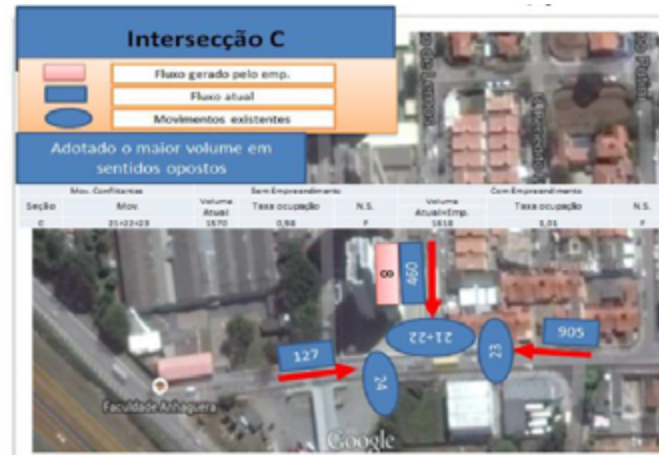 Intersecção C
Fluxo gerado pelo emp.
Fluxo atual
Movimentos existentes
Adotado o maior volume em
sentidos opostos
Mov. Conflitantes Sem Empreendimento Com Empreendimento
Seção Mov. Volume Atual Taxa ocupação N.S. Volume Atual+Emp. Taxa ocupação N.S.
C 21+22+23 1570 0,98 F 1618 1,01 F
8
460
21+22
23
905
127
24
Faculdade Anhaguera
Google